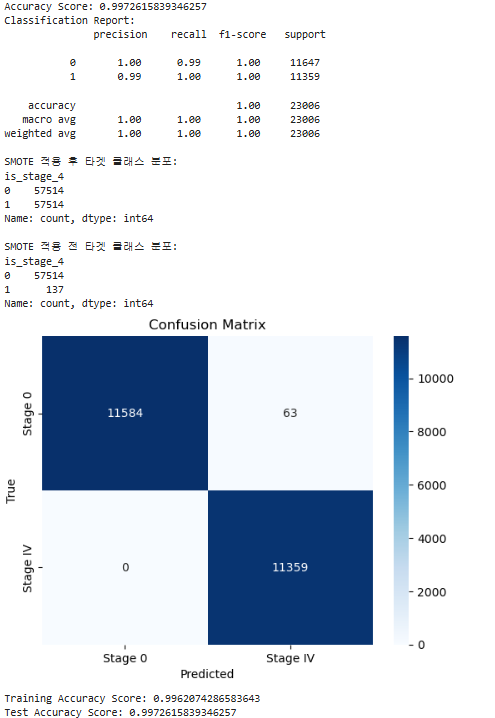 Accuracy Score: 0.9972615839346257
Classification Report:
precision recall f1-score support
0 1.00 0.99 1.00 11647
1 0.99 1.00 1.00 11359
accuracy 1.00 23006
macro avg 1.00 1.00 1.00 23006
weighted avg 1.00 1.00 1.00 23006
SMOTE 적용 후 타겟 클래스 분포:
is_stage_4
0 57514
1 57514
Name: count, dtype: int64
SMOTE 적용 전 타겟 클래스 분포:
is_stage_4
0 57514
1 137
Name: count, dtype: int64
Confusion Matrix
True
Stage 0
Stage IV
11584 63
0 11359
Stage 0 Stage IV
Predicted
10000
8000
6000
4000
2000
0
Training Accuracy Score: 0.9962074286583643
Test Accuracy Score: 0.9972615839346257